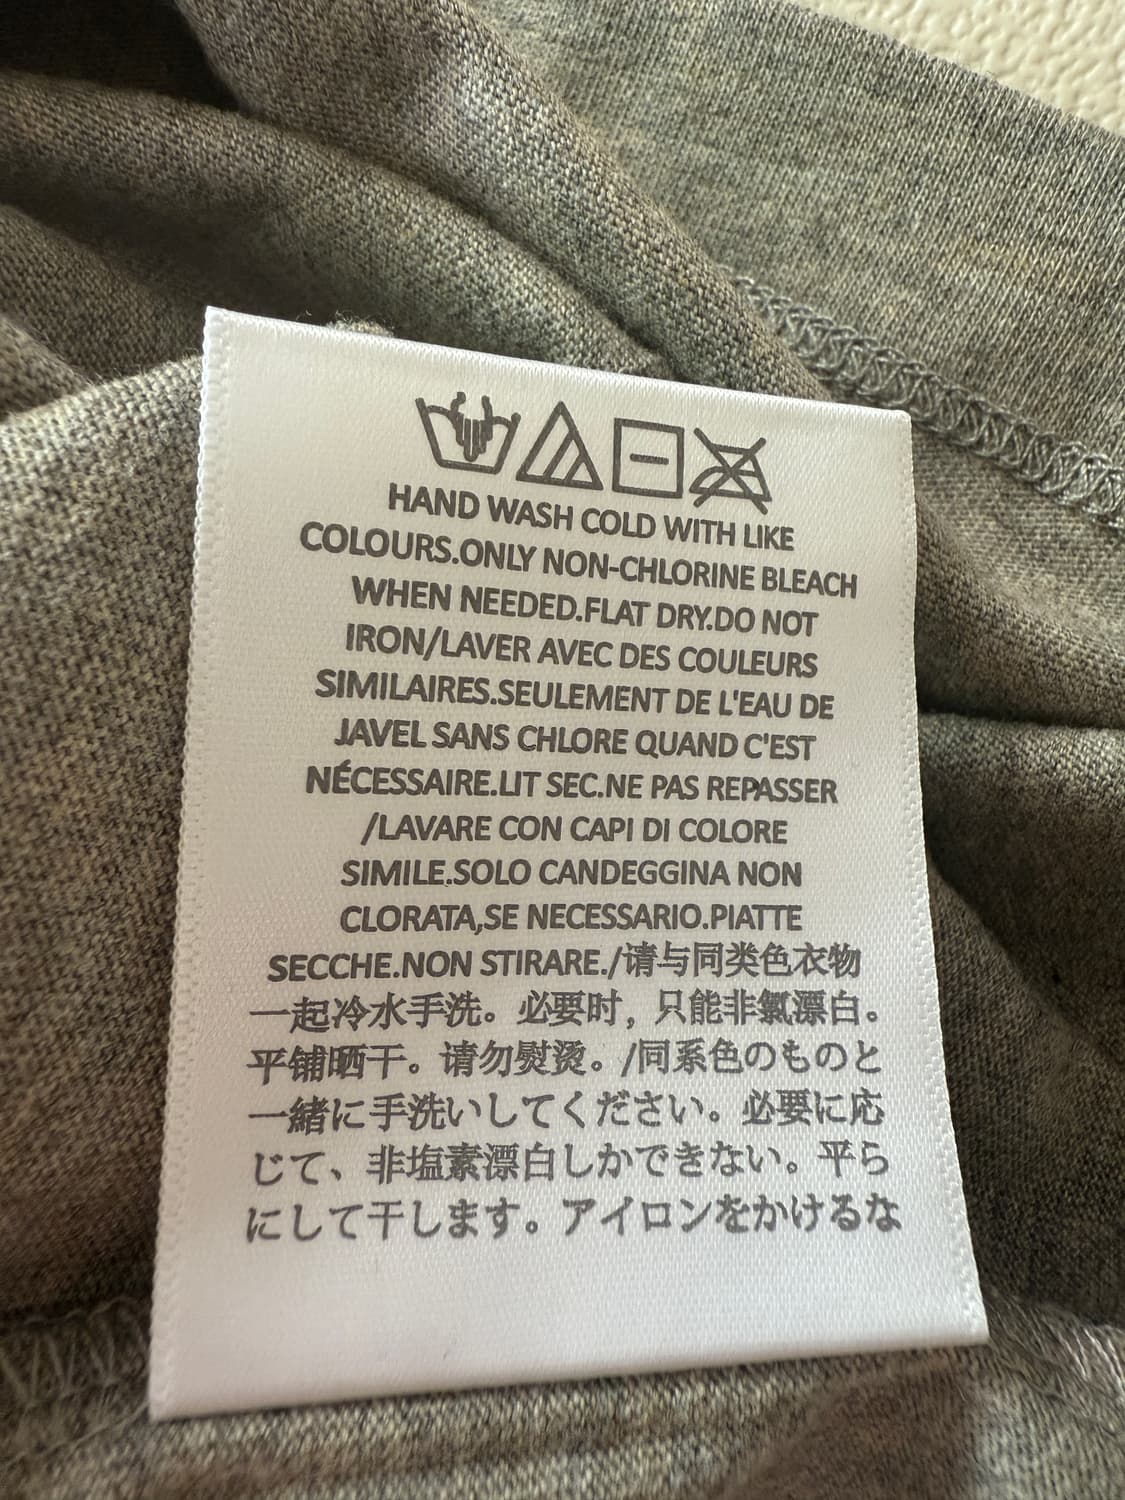 HAND WASH COLD WITH LIKE
COLOURS.ONLY NON-CHLORINE BLEACH
WHEN NEEDED.FLAT DRY.DO NOT
IRON/LAVER AVEC DES COULEURS
SIMILAIRES.SEULEMENT DE L'EAU DE
JAVEL SANS CHLORE QUAND C'EST
NÉCESSAIRE.LIT SEC.NE PAS REPASSER
/LAVARE CON CAPI DI COLORE
SIMILE.SOLO CANDEGGINA NON
CLORATA,SE NECESSARIO.PIATTE
SECCHE.NON STIRARE./请与同类色衣物
一起冷水手洗。必要时, 只能非氯漂白。
平铺晒干。请勿熨烫。/同系色のものと
一緒に手洗いしてください。必要に応
じて、非塩素漂白しかできない。平ら
にして干します。アイロンをかけるな